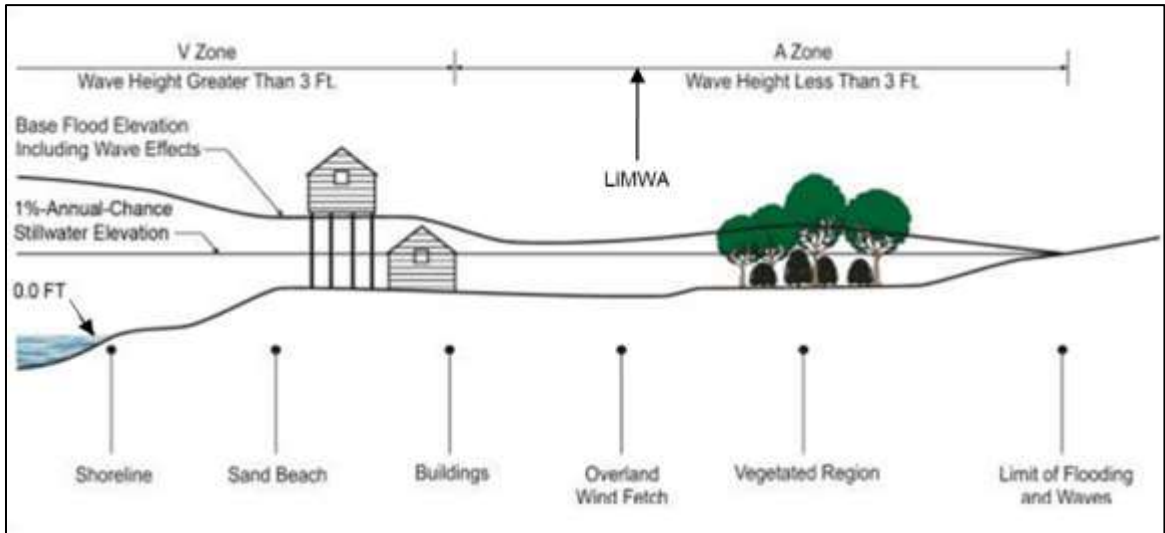 V Zone
Wave Height Greater Than 3 Ft.
A Zone
Wave Height Less Than 3 Ft.
Base Flood Elevation
Including Wave Effects
LiMWA
1%-Annual-Chance
Stillwater Elevation
0.0 FT
Shoreline
Sand Beach
Buildings
Overland
Wind Fetch
Vegetated Region
Limit of Flooding
and Waves